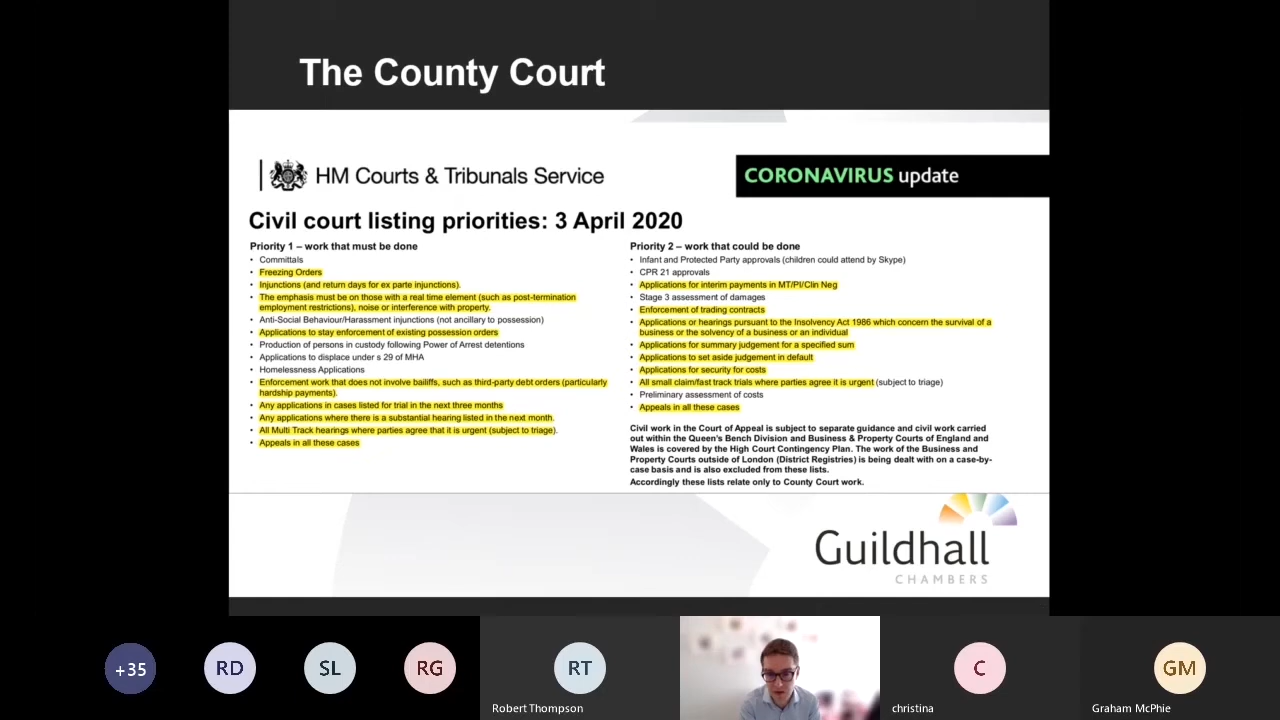 The County Court
HM Courts & Tribunals Service
CORONAVIRUS update
Civil court listing priorities: 3 April 2020
Priority 1 – work that must be done
• Committals
• Freezing Orders
• Injunctions (and return days for ex parte injunctions).
• The emphasis must be on those with a real time element (such as post-termination
employment restrictions), noise or interference with property.
• Anti-Social Behaviour/Harassment injunctions (not ancillary to possession)
• Applications to stay enforcement of existing possession orders
• Production of persons in custody following Power of Arrest detentions
• Applications to displace under s 29 of MHA
• Homelessness Applications
• Enforcement work that does not involve bailiffs, such as third-party debt orders (particularly
hardship payments).
• Any applications in cases listed for trial in the next three months
• Any applications where there is a substantial hearing listed in the next month.
• All Multi Track hearings where parties agree that it is urgent (subject to triage).
• Appeals in all these cases
Priority 2 – work that could be done
• Infant and Protected Party approvals (children could attend by Skype)
• CPR 21 approvals
• Applications for interim payments in MT/PI/Clin Neg
• Stage 3 assessment of damages
• Enforcement of trading contracts
• Applications or hearings pursuant to the Insolvency Act 1986 which concern the survival of a
business or the solvency of a business or an individual
• Applications for summary judgement for a specified sum
• Applications to set aside judgement in default
• Applications for security for costs
• All small claim/fast track trials where parties agree it is urgent (subject to triage)
• Preliminary assessment of costs
• Appeals in all these cases
Civil work in the Court of Appeal is subject to separate guidance and civil work carried
out within the Queen's Bench Division and Business & Property Courts of England and
Wales is covered by the High Court Contingency Plan. The work of the Business and
Property Courts outside of London (District Registries) is being dealt with on a case-by-
case basis and is also excluded from these lists.
Accordingly these lists relate only to County Court work.
Guildhall
CHAMBERS
+35
RD
SL
RG
RT
C
GM
Robert Thompson
christina
Graham McPhie